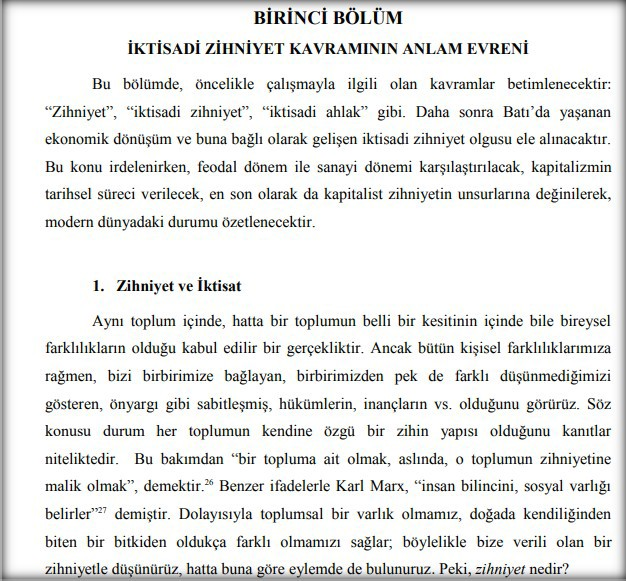 BİRİNCİ BÖLÜM
İKTİSADİ ZİHNİYET KAVRAMININ ANLAM EVRENİ
Bu bölümde, öncelikle çalışmayla ilgili olan kavramlar betimlenecektir:
“Zihniyet”, “iktisadi zihniyet”, “iktisadi ahlak” gibi. Daha sonra Batı’da yaşanan
ekonomik dönüşüm ve buna bağlı olarak gelişen iktisadi zihniyet olgusu ele alınacaktır.
Bu konu irdelenirken, feodal dönem ile sanayi dönemi karşılaştırılacak, kapitalizmin
tarihsel süreci verilecek, en son olarak da kapitalist zihniyetin unsurlarına değinilerek,
modern dünyadaki durumu özetlenecektir.
1. Zihniyet ve İktisat
Aynı toplum içinde, hatta bir toplumun belli bir kesitinin içinde bile bireysel
farklılıkların olduğu kabul edilir bir gerçekliktir. Ancak bütün kişisel farklılıklarımıza
rağmen, bizi birbirimize bağlayan, birbirimizden pek de farklı düşünmediğimizi
gösteren, önyargı gibi sabitleşmiş, hükümlerin, inançların vs. olduğunu görürüz. Söz
konusu durum her toplumun kendine özgü bir zihin yapısı olduğunu kanıtlar
niteliktedir. Bu bakımdan “bir topluma ait olmak, aslında, o toplumun zihniyetine
malik olmak”, demektir.²⁶ Benzer ifadelerle Karl Marx, “insan bilincini, sosyal varlığı
belirler”²⁷ demiştir. Dolayısıyla toplumsal bir varlık olmamız, doğada kendiliğinden
biten bir bitkiden oldukça farklı olmamızı sağlar; böylelikle bize verili olan bir
zihniyetle düşünürüz, hatta buna göre eylemde de bulunuruz. Peki, zihniyet nedir?